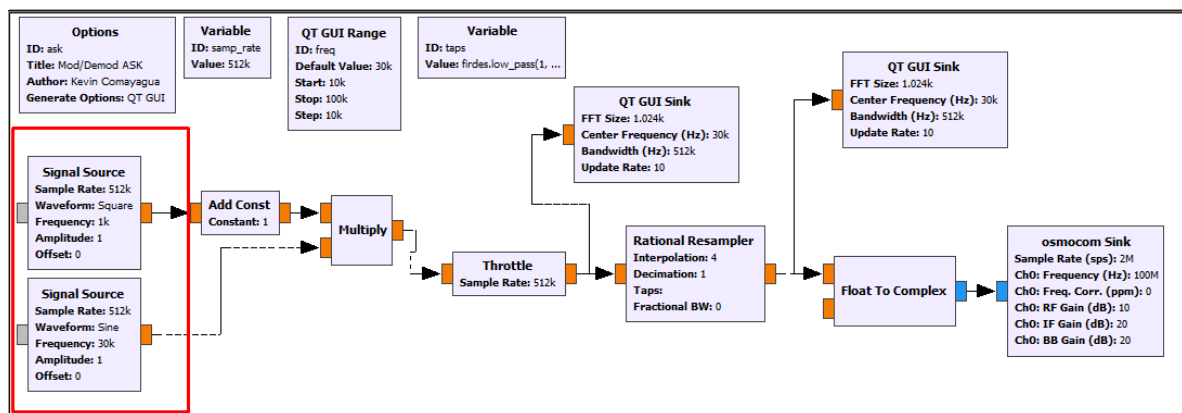 Options
ID: ask
Title: Mod/Demod ASK
Author: Kevin Comayagua
Generate Options: QT GUI
Variable
ID: samp_rate
Value: 512k
QT GUI Range
ID: freq
Default Value: 30k
Start: 10k
Stop: 100k
Step: 10k
Variable
ID: taps
Value: firdes.low_pass(1, ...
QT GUI Sink
FFT Size: 1.024k
Center Frequency (Hz): 30k
Bandwidth (Hz): 512k
Update Rate: 10
QT GUI Sink
FFT Size: 1.024k
Center Frequency (Hz): 30k
Bandwidth (Hz): 512k
Update Rate: 10
Signal Source
Sample Rate: 512k
Waveform: Square
Frequency: 1k
Amplitude: 1
Offset: 0
Add Const
Constant: 1
Multiply
Signal Source
Sample Rate: 512k
Waveform: Sine
Frequency: 30k
Amplitude: 1
Offset: 0
Throttle
Sample Rate: 512k
Rational Resampler
Interpolation: 4
Decimation: 1
Taps:
Fractional BW: 0
Float To Complex
osmocom Sink
Sample Rate (sps): 2M
Ch0: Frequency (Hz): 100M
Ch0: Freq. Corr. (ppm): 0
Ch0: RF Gain (dB): 10
Ch0: IF Gain (dB): 20
Ch0: BB Gain (dB): 20